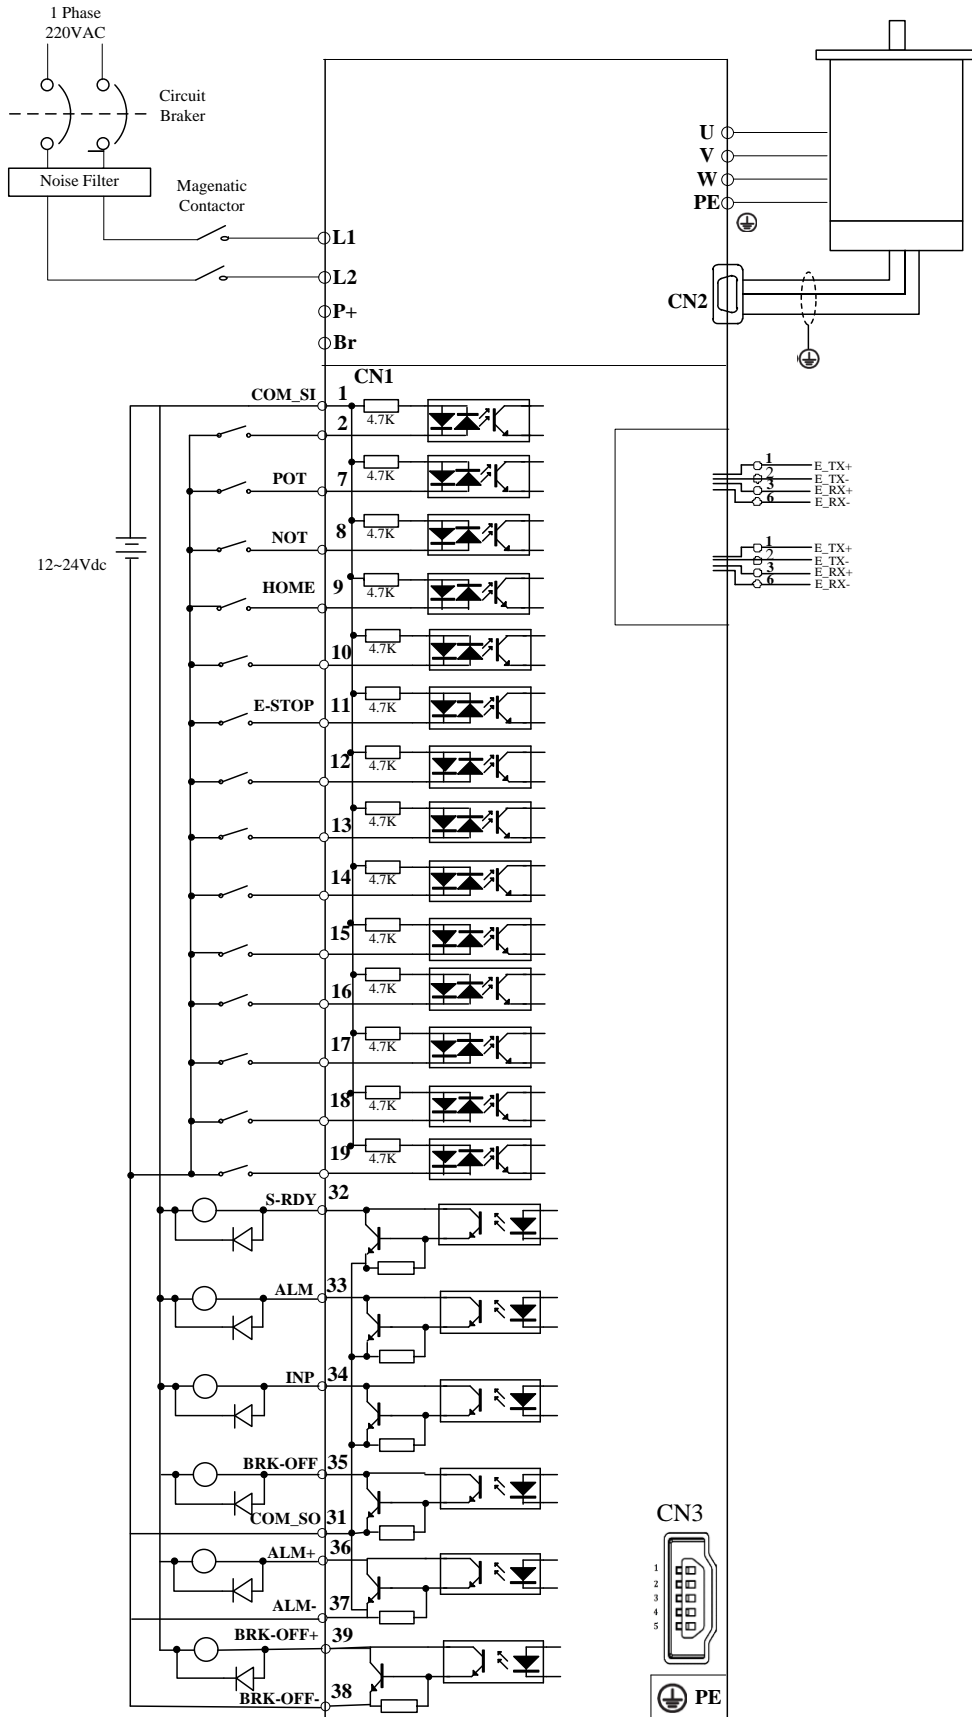 1 Phase
220VAC
Circuit
Braker
Noise Filter
Magenatic
Contactor
L1
L2
P+
Br
U
V
W
PE
CN2
CN1
COM_SI 1
4.7K
2
POT 7
4.7K
NOT 8
4.7K
HOME 9
4.7K
10
4.7K
E-STOP 11
4.7K
12
4.7K
13
4.7K
14
4.7K
15
4.7K
16
4.7K
17
4.7K
18
4.7K
19
4.7K
12~24Vdc
1 E_TX+
2 E_TX-
3 E_RX+
6 E_RX-
1 E_TX+
2 E_TX-
3 E_RX+
6 E_RX-
S-RDY 32
ALM 33
INP 34
BRK-OFF 35
COM_SO 31
ALM+ 36
ALM- 37
BRK-OFF+ 39
BRK-OFF- 38
CN3
1
2
3
4
5
PE